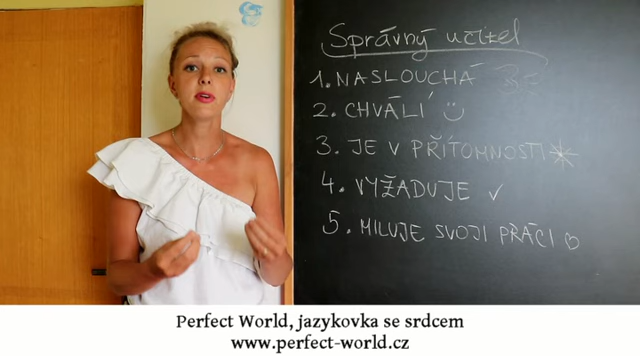 Správný učitel
1. NASLOUCHÁ
2. CHVÁLÍ
3. JE V PŘÍTOMNOSTI
4. VYŽADUJE
5. MILUJE SVOJI PRÁCI
Perfect World, jazykovka se srdcem
www.perfect-world.cz